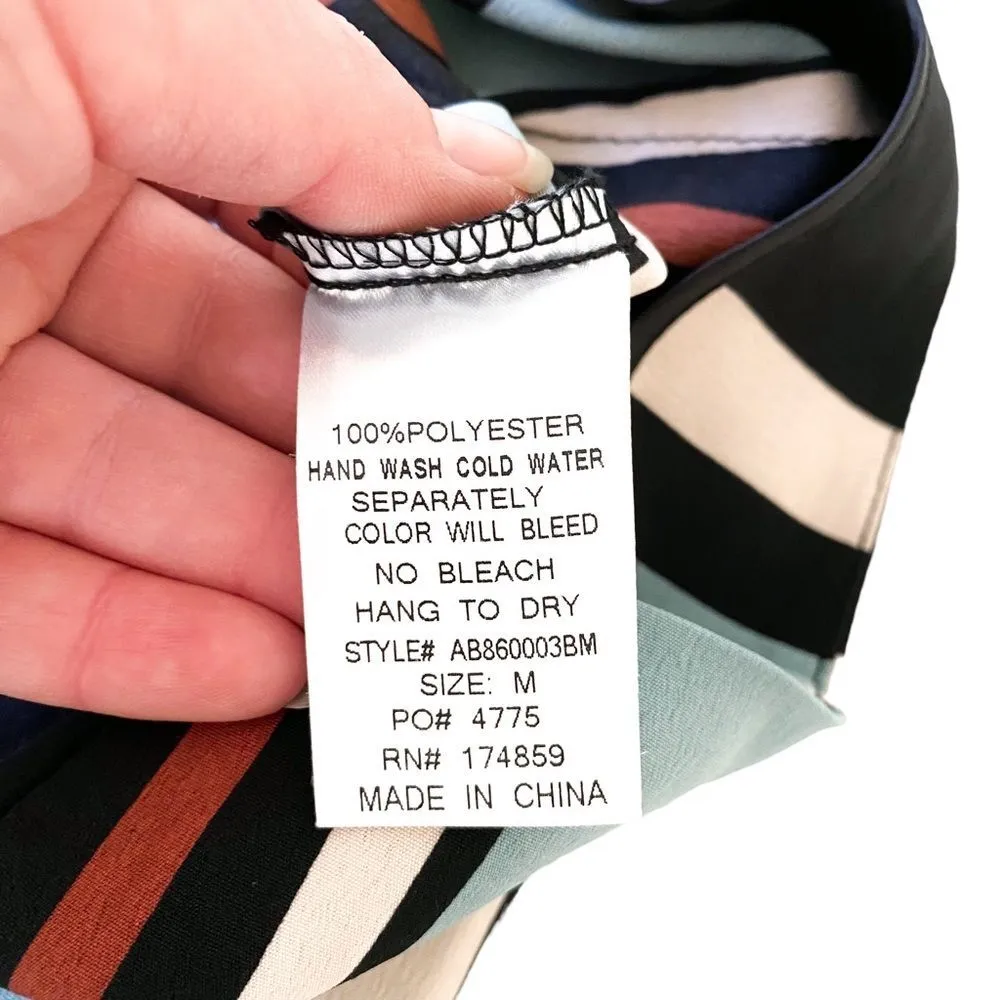 100%POLYESTER
HAND WASH COLD WATER
SEPARATELY
COLOR WILL BLEED
NO BLEACH
HANG TO DRY
STYLE# AB860003BM
SIZE: M
PO# 4775
RN# 174859
MADE IN CHINA